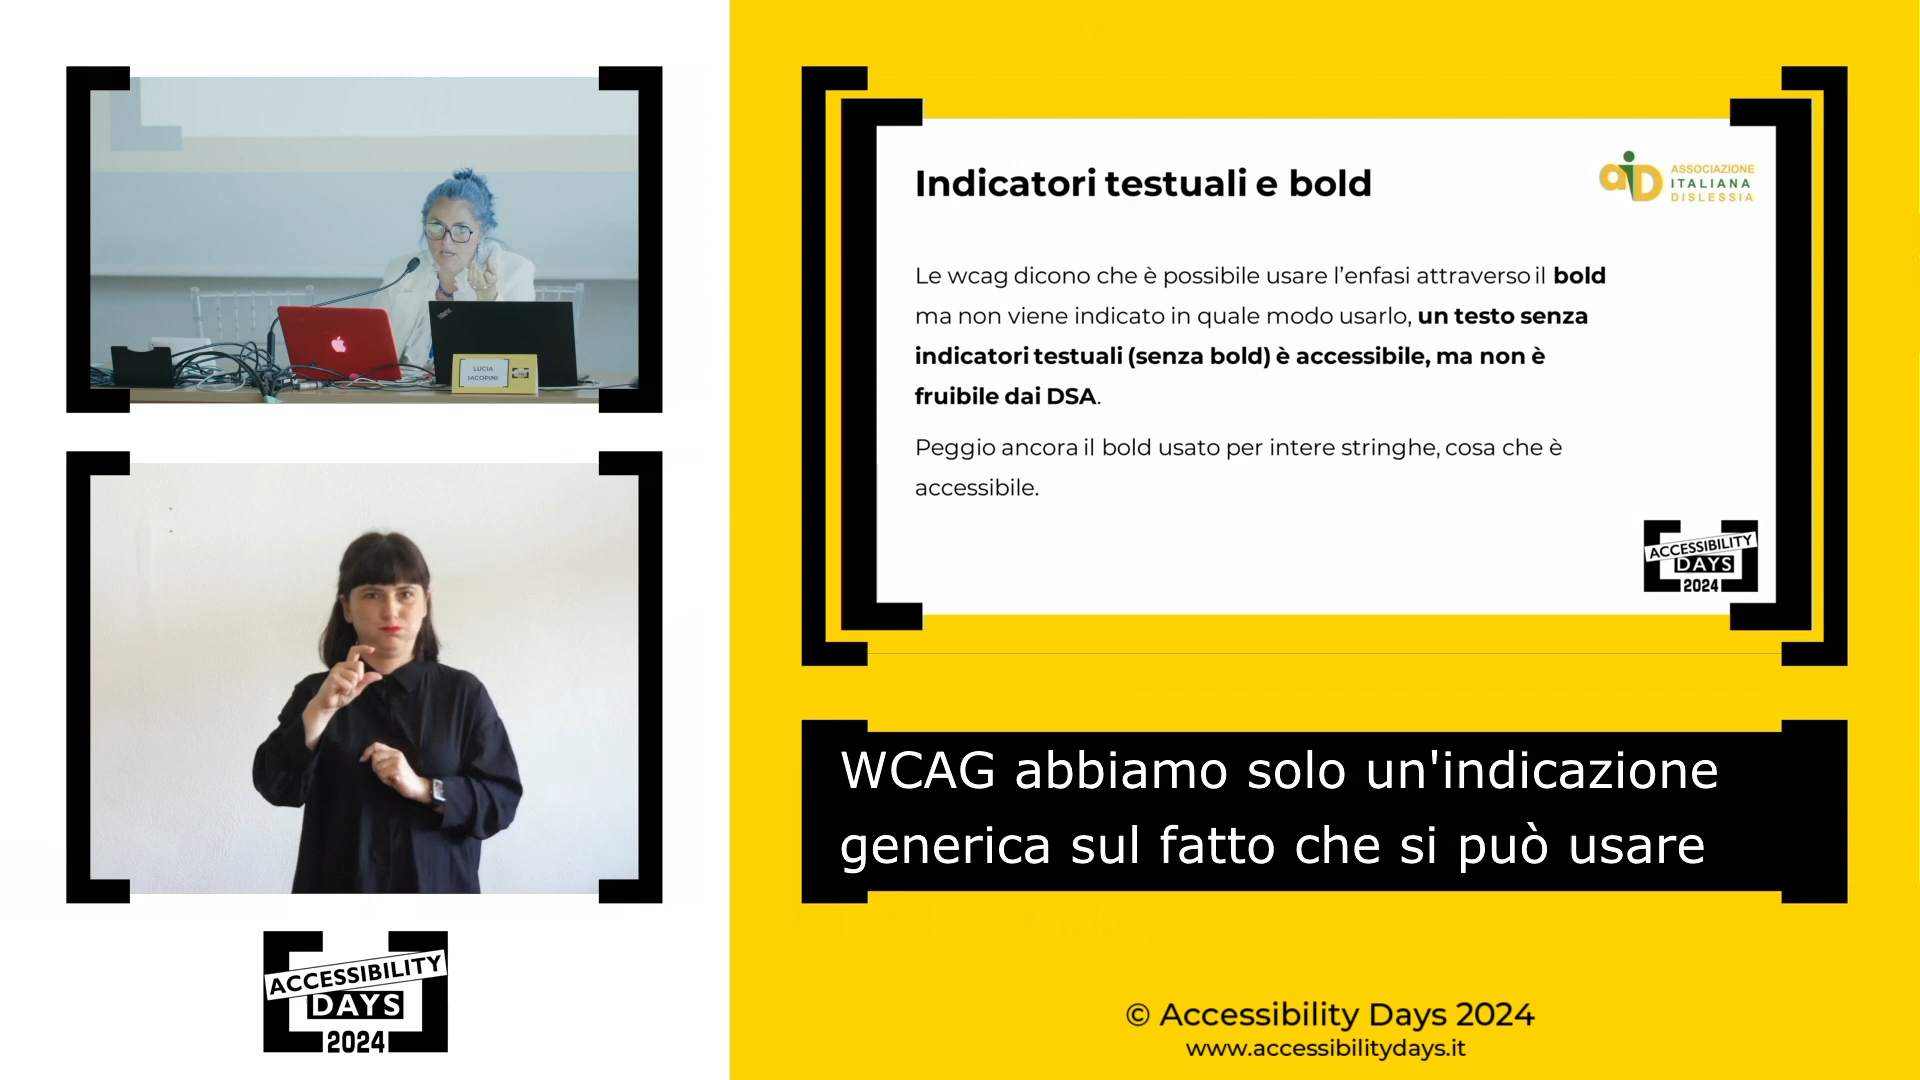 LUCIA
IACOPINI
ACCESSIBILITY
DAYS
2024
Indicatori testuali e bold
aiD ASSOCIAZIONE
ITALIANA
DISLESSIA
Le wcag dicono che è possibile usare l’enfasi attraverso il bold
ma non viene indicato in quale modo usarlo, un testo senza
indicatori testuali (senza bold) è accessibile, ma non è
fruibile dai DSA.
Peggio ancora il bold usato per intere stringhe, cosa che è
accessibile.
ACCESSIBILITY
DAYS
2024
WCAG abbiamo solo un'indicazione
generica sul fatto che si può usare
© Accessibility Days 2024
www.accessibilitydays.it